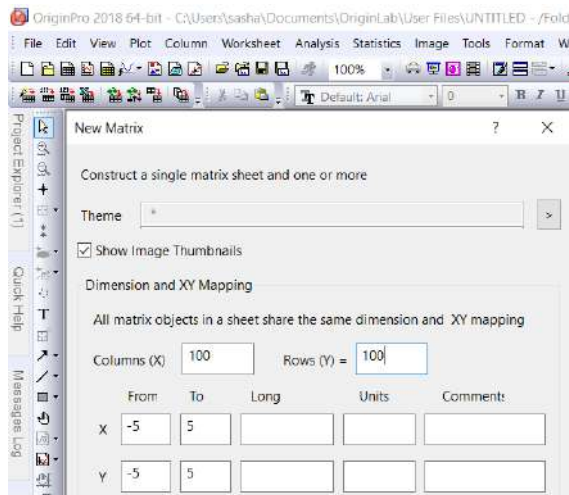 OriginPro 2018 64-bit - C:\Users\sasha\Documents\OriginLab\User Files\UNTITLED - /Fold
File Edit View Plot Column Worksheet Analysis Statistics Image Tools Format W
100%
Default: Arial 0 B I U
Project Explorer (1)
Quick Help
Messages Log
New Matrix ? X
Construct a single matrix sheet and one or more
Theme * >
Show Image Thumbnails
Dimension and XY Mapping
All matrix objects in a sheet share the same dimension and XY mapping
Columns (X) 100 Rows (Y) = 100
From To Long Units Comments
X -5 5
Y -5 5